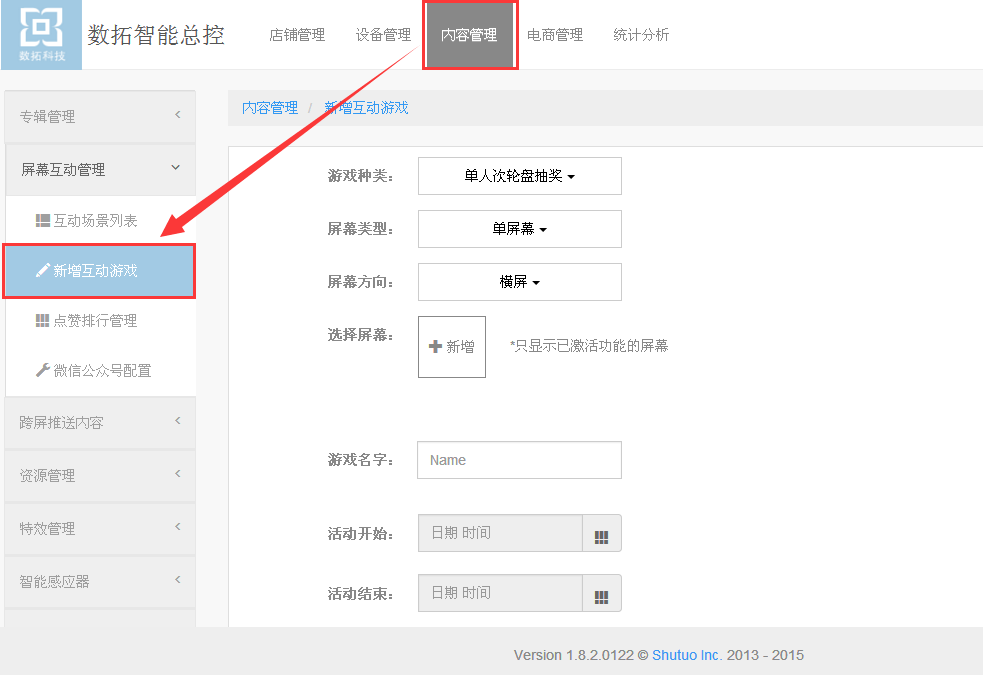 数拓科技
数拓智能总控
店铺管理 设备管理 内容管理 电商管理 统计分析
内容管理 / 新增互动游戏
专辑管理
屏幕互动管理
互动场景列表
新增互动游戏
点赞排行管理
微信公众号配置
跨屏推送内容
资源管理
特效管理
智能感应器
游戏种类： 单人次轮盘抽奖
屏幕类型： 单屏幕
屏幕方向： 横屏
选择屏幕： 新增 *只显示已激活功能的屏幕
游戏名字： Name
活动开始： 日期 时间
活动结束： 日期 时间
Version 1.8.2.0122 © Shutuo Inc. 2013 - 2015